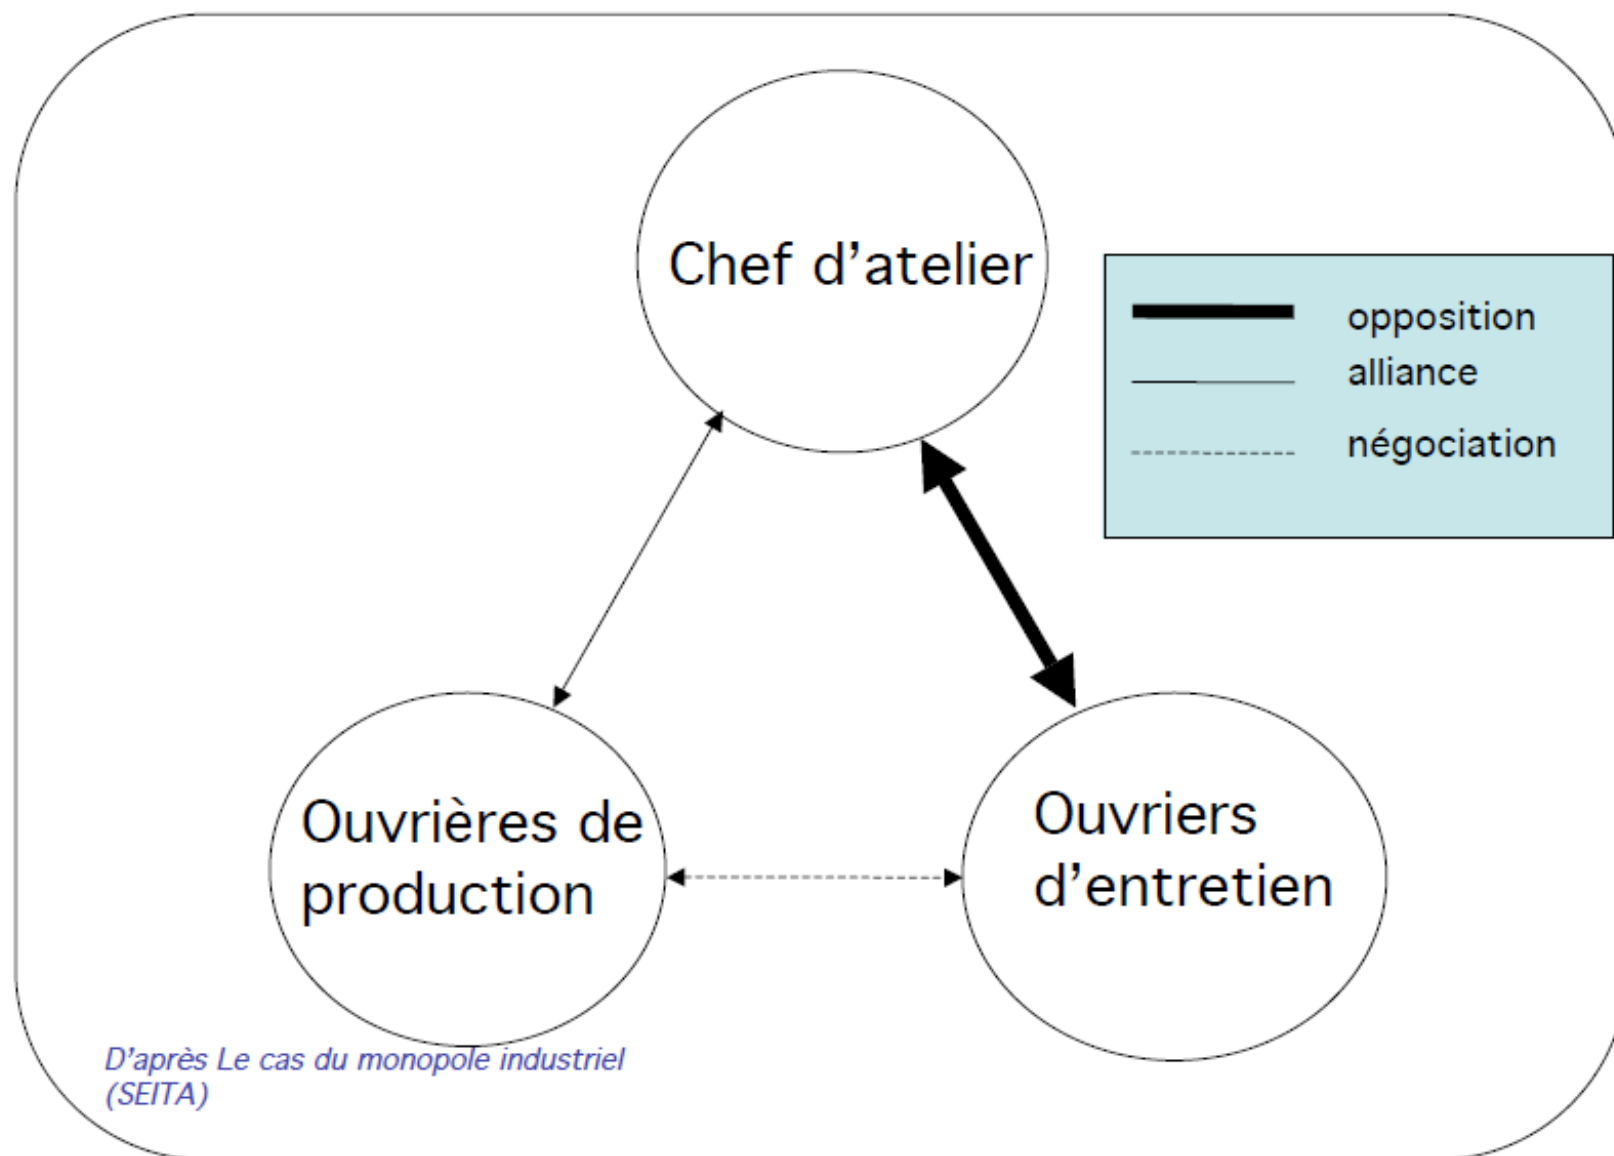 Chef d’atelier
opposition
alliance
négociation
Ouvrières de
production
Ouvriers
d’entretien
D’après Le cas du monopole industriel
(SEITA)